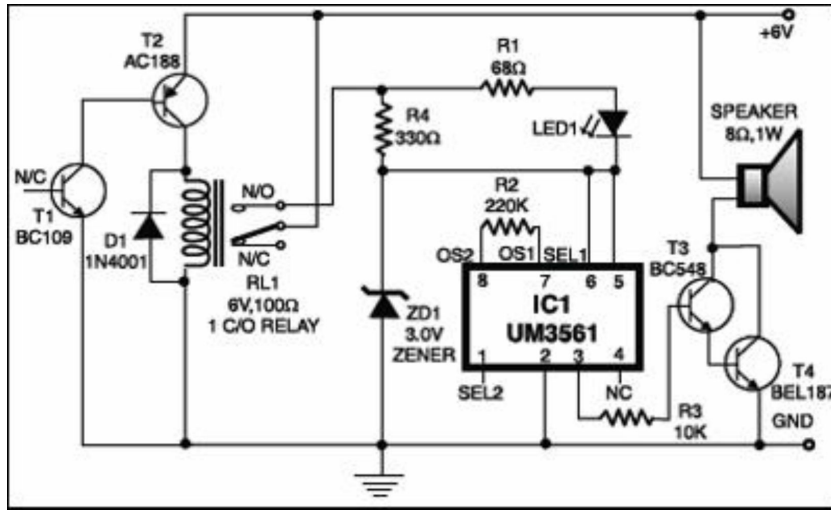 T2
AC188
+6V
R1
68Ω
R4
330Ω
LED1
SPEAKER
8Ω,1W
N/C
T1
BC109
D1
1N4001
N/O
N/C
RL1
6V,100Ω
1 C/O RELAY
R2
220K
OS2
OS1
SEL1
8
7
6
5
IC1
UM3561
1
2
3
4
SEL2
NC
ZD1
3.0V
ZENER
T3
BC548
T4
BEL187
R3
10K
GND